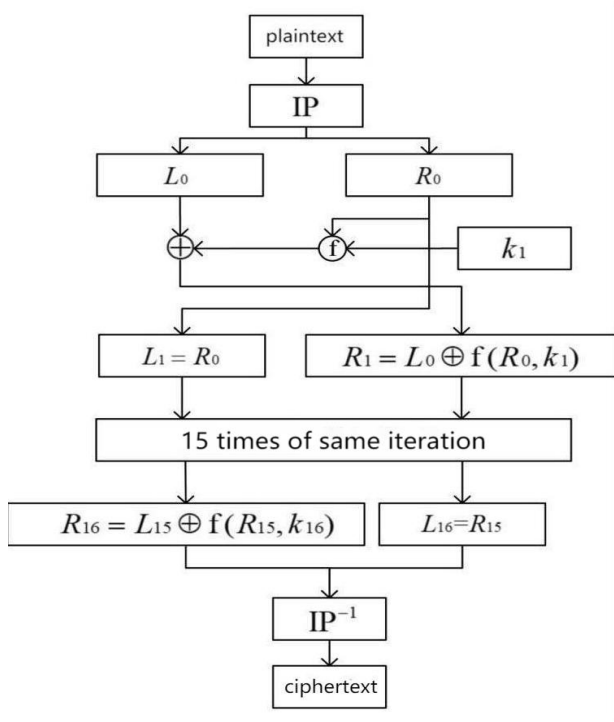 plaintext
IP
L₀
R₀
⊕
f
k₁
L₁ = R₀
R₁ = L₀ ⊕ f(R₀, k₁)
15 times of same iteration
R₁₆ = L₁₅ ⊕ f(R₁₅, k₁₆)
L₁₆=R₁₅
IP⁻¹
ciphertext